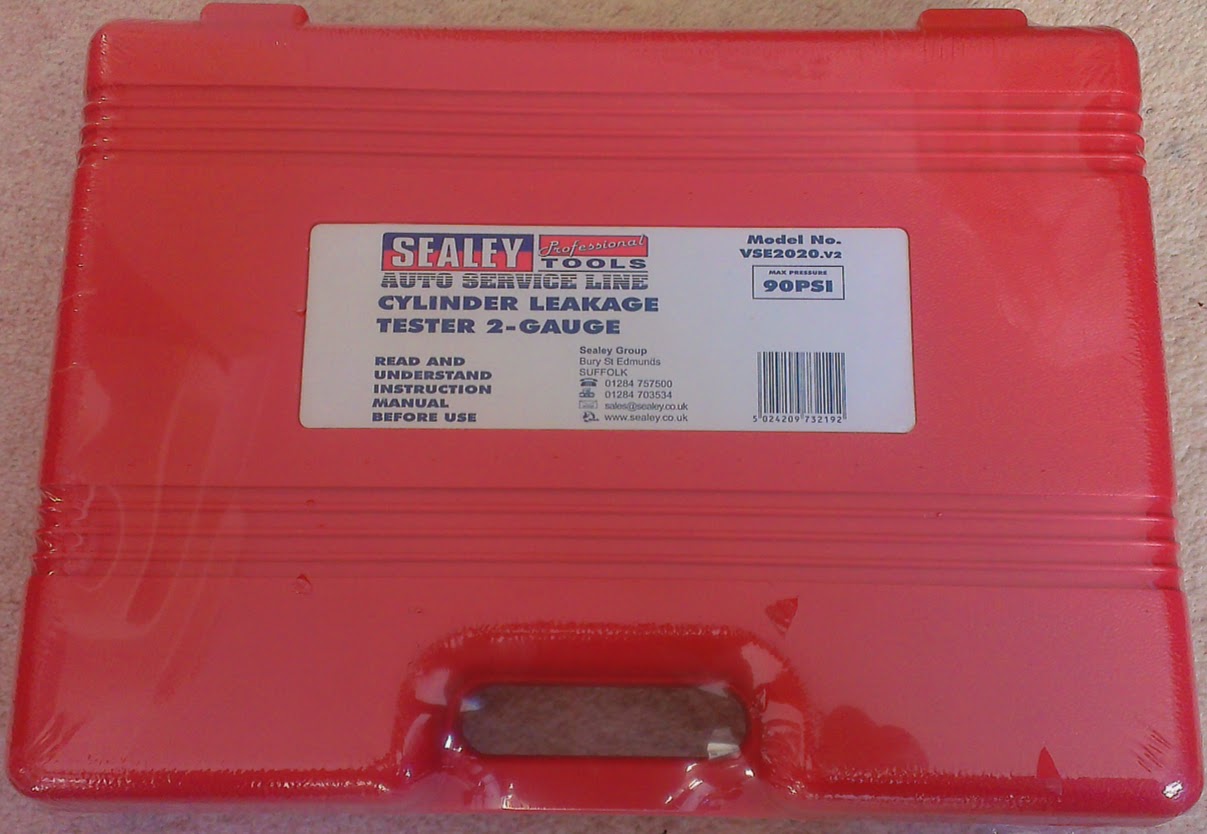 SEALEY Professional TOOLS
AUTO SERVICE LINE
CYLINDER LEAKAGE
TESTER 2-GAUGE
READ AND
UNDERSTAND
INSTRUCTION
MANUAL
BEFORE USE
Sealey Group
Bury St Edmunds
SUFFOLK
01284 757500
01284 703534
sales@sealey.co.uk
www.sealey.co.uk
Model No.
VSE2020.V2
MAX PRESSURE
90PSI
5 024209 732192